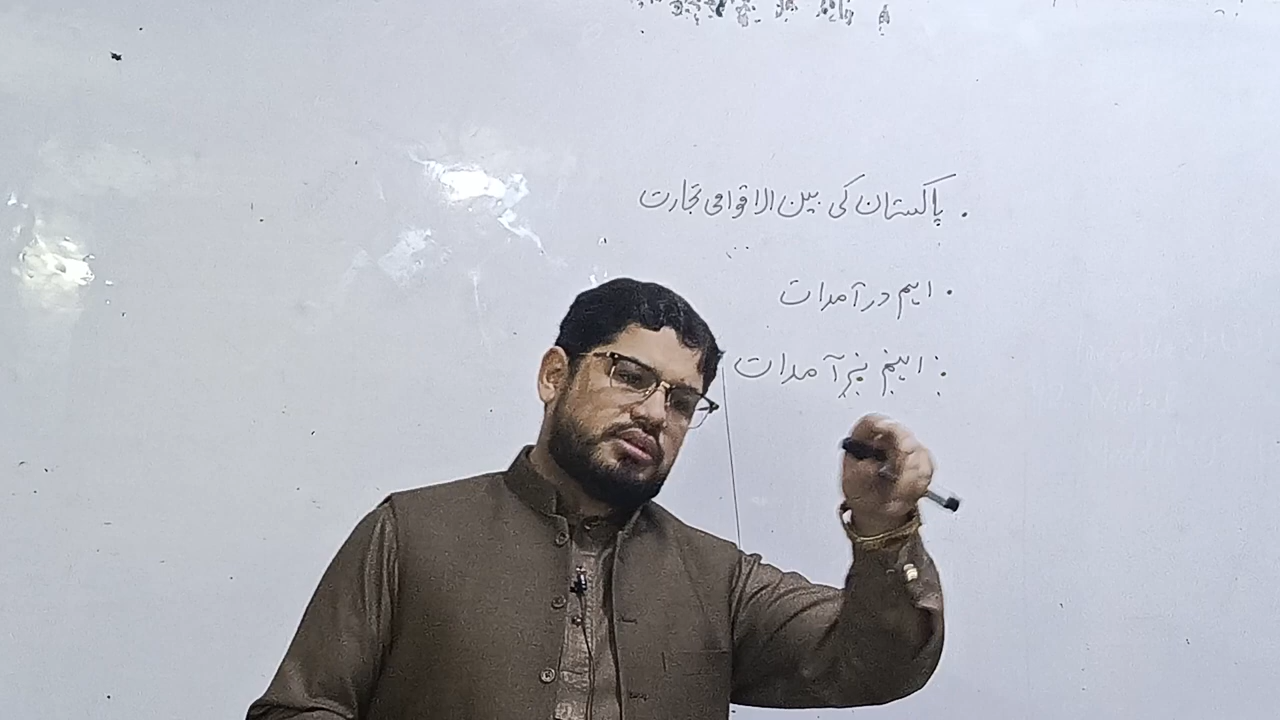 پاکستان کی بین الاقوامی تجارت
اہم درآمدات
اہم برآمدات